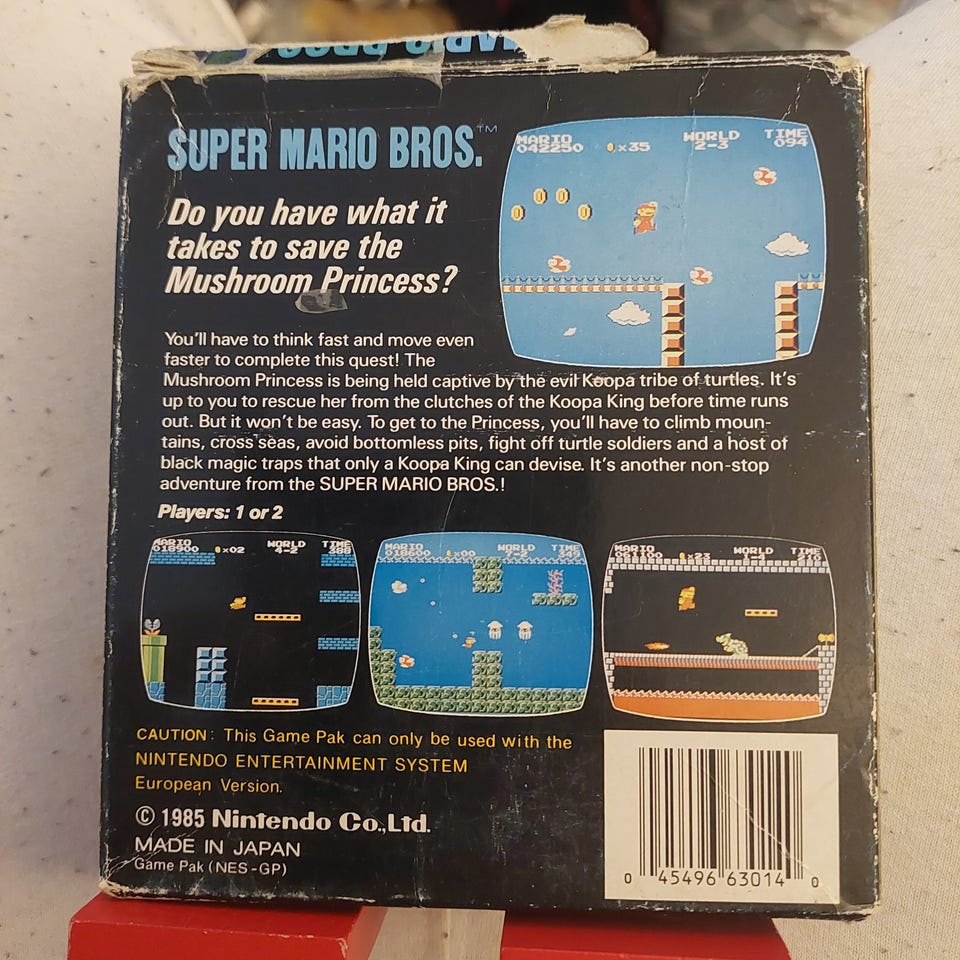 SUPER MARIO BROS.™
Do you have what it
takes to save the
Mushroom Princess?
MARIO WORLD TIME
042250 ×35 2-3 094
You'll have to think fast and move even
faster to complete this quest! The
Mushroom Princess is being held captive by the evil Koopa tribe of turtles. It's
up to you to rescue her from the clutches of the Koopa King before time runs
out. But it won't be easy. To get to the Princess, you'll have to climb moun-
tains, cross seas, avoid bottomless pits, fight off turtle soldiers and a host of
black magic traps that only a Koopa King can devise. It's another non-stop
adventure from the SUPER MARIO BROS.!
Players: 1 or 2
MARIO WORLD TIME
018900 ×02 4-2 388
MARIO WORLD TIME
018600 ×00 7-2 349
MARIO WORLD TIME
×23
CAUTION: This Game Pak can only be used with the
NINTENDO ENTERTAINMENT SYSTEM
European Version.
© 1985 Nintendo Co.,Ltd.
MADE IN JAPAN
Game Pak (NES-GP)
0 45496 63014 0